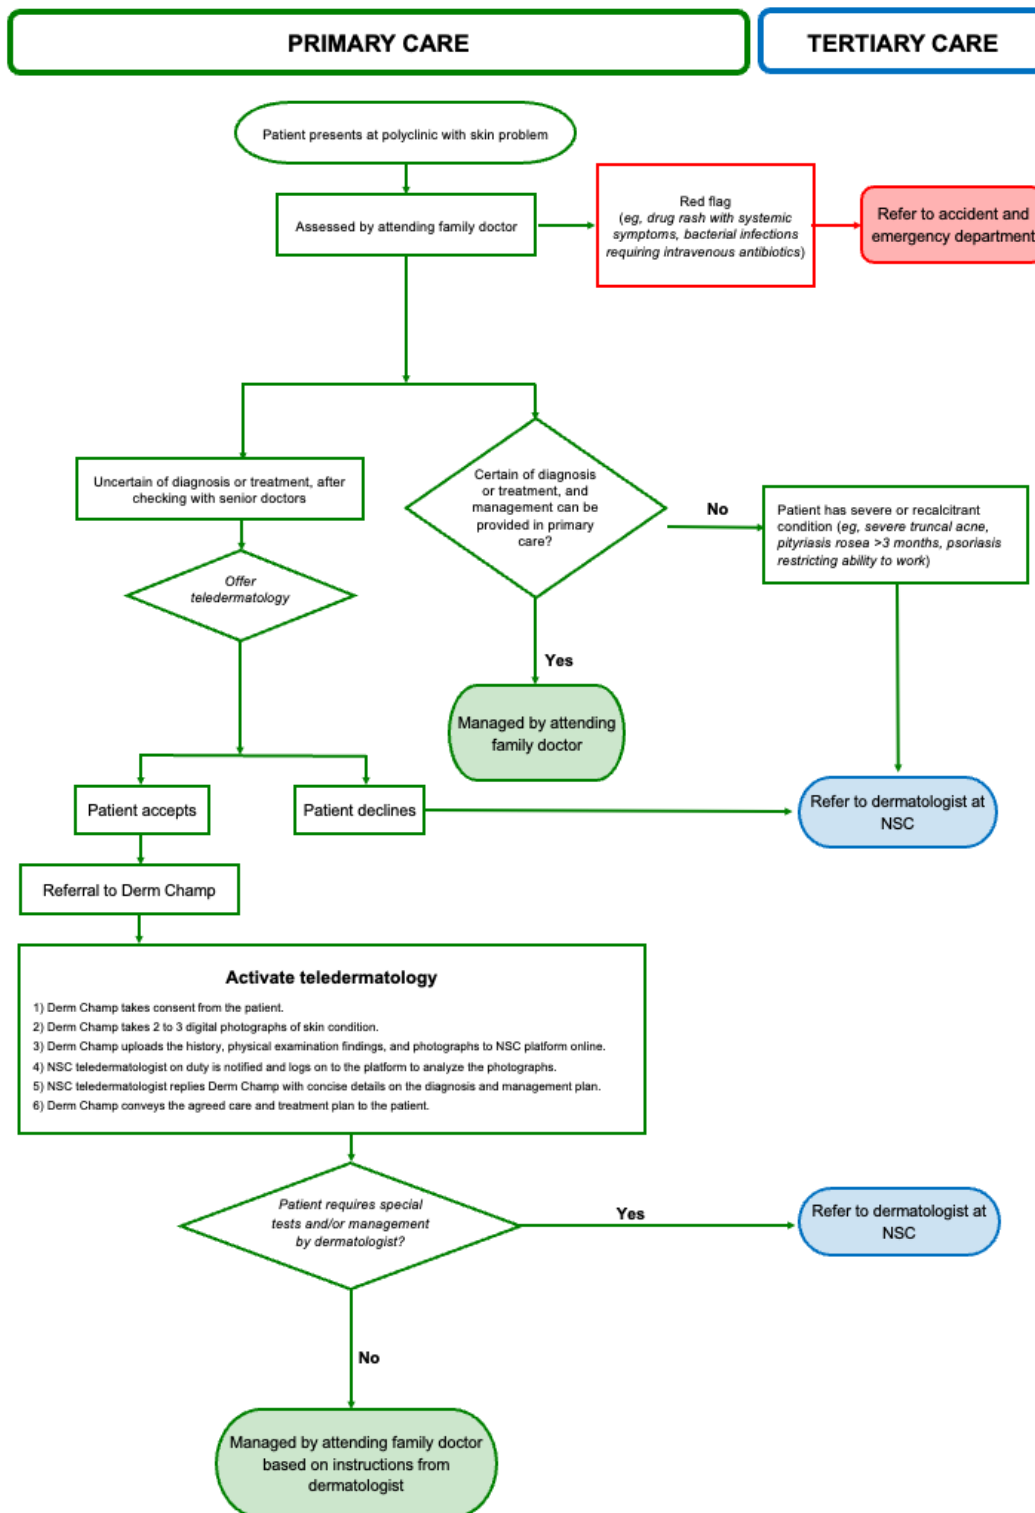 PRIMARY CARE
TERTIARY CARE
Patient presents at polyclinic with skin problem
Assessed by attending family doctor
Red flag
(eg, drug rash with systemic
symptoms, bacterial infections
requiring intravenous antibiotics)
Refer to accident and
emergency department
Uncertain of diagnosis or treatment, after
checking with senior doctors
Certain of diagnosis
or treatment, and
management can be
provided in primary
care?
No
Patient has severe or recalcitrant
condition (eg, severe truncal acne,
pityriasis rosea >3 months, psoriasis
restricting ability to work)
Offer
teledermatology
Yes
Managed by attending
family doctor
Patient accepts
Patient declines
Refer to dermatologist at
NSC
Referral to Derm Champ
Activate teledermatology
1) Derm Champ takes consent from the patient.
2) Derm Champ takes 2 to 3 digital photographs of skin condition.
3) Derm Champ uploads the history, physical examination findings, and photographs to NSC platform online.
4) NSC teledermatologist on duty is notified and logs on to the platform to analyze the photographs.
5) NSC teledermatologist replies Derm Champ with concise details on the diagnosis and management plan.
6) Derm Champ conveys the agreed care and treatment plan to the patient.
Patient requires special
tests and/or management
by dermatologist?
Yes
Refer to dermatologist at
NSC
No
Managed by attending family doctor
based on instructions from
dermatologist